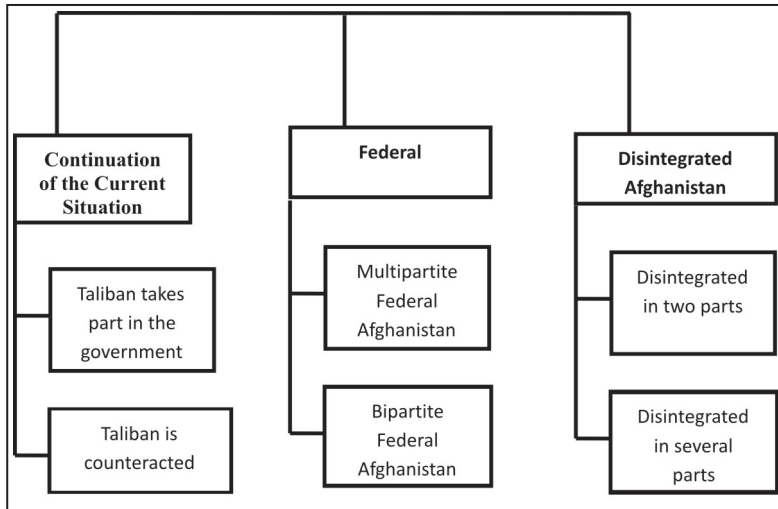 Continuation
of the Current
Situation
Taliban takes
part in the
government
Taliban is
counteracted
Federal
Multipartite
Federal
Afghanistan
Bipartite
Federal
Afghanistan
Disintegrated
Afghanistan
Disintegrated
in two parts
Disintegrated
in several
parts